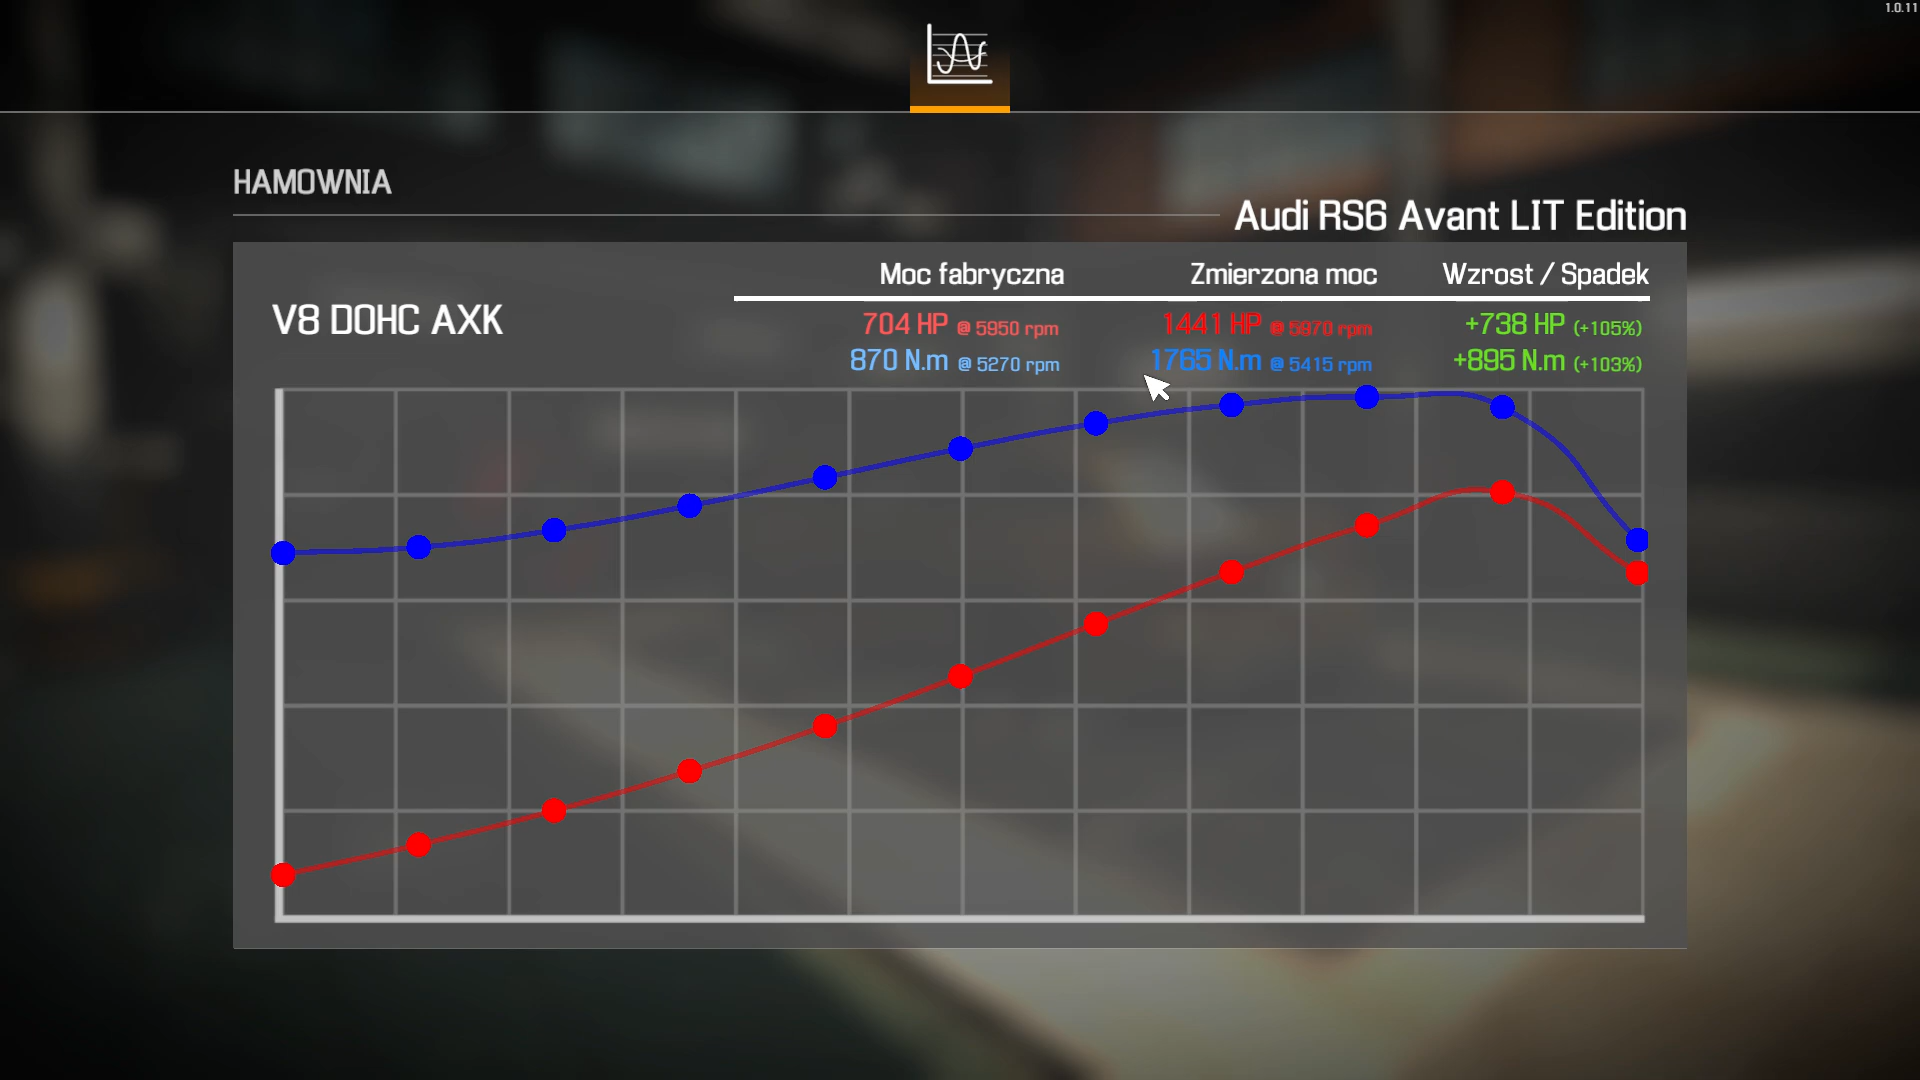 1.0.11
HAMOWNIA
Audi RS6 Avant LIT Edition
Moc fabryczna Zmierzona moc Wzrost / Spadek
V8 DOHC AXK
704 HP @ 5950 rpm 1441 HP @ 5970 rpm +738 HP (+105%)
870 N.m @ 5270 rpm 1765 N.m @ 5415 rpm +895 N.m (+103%)